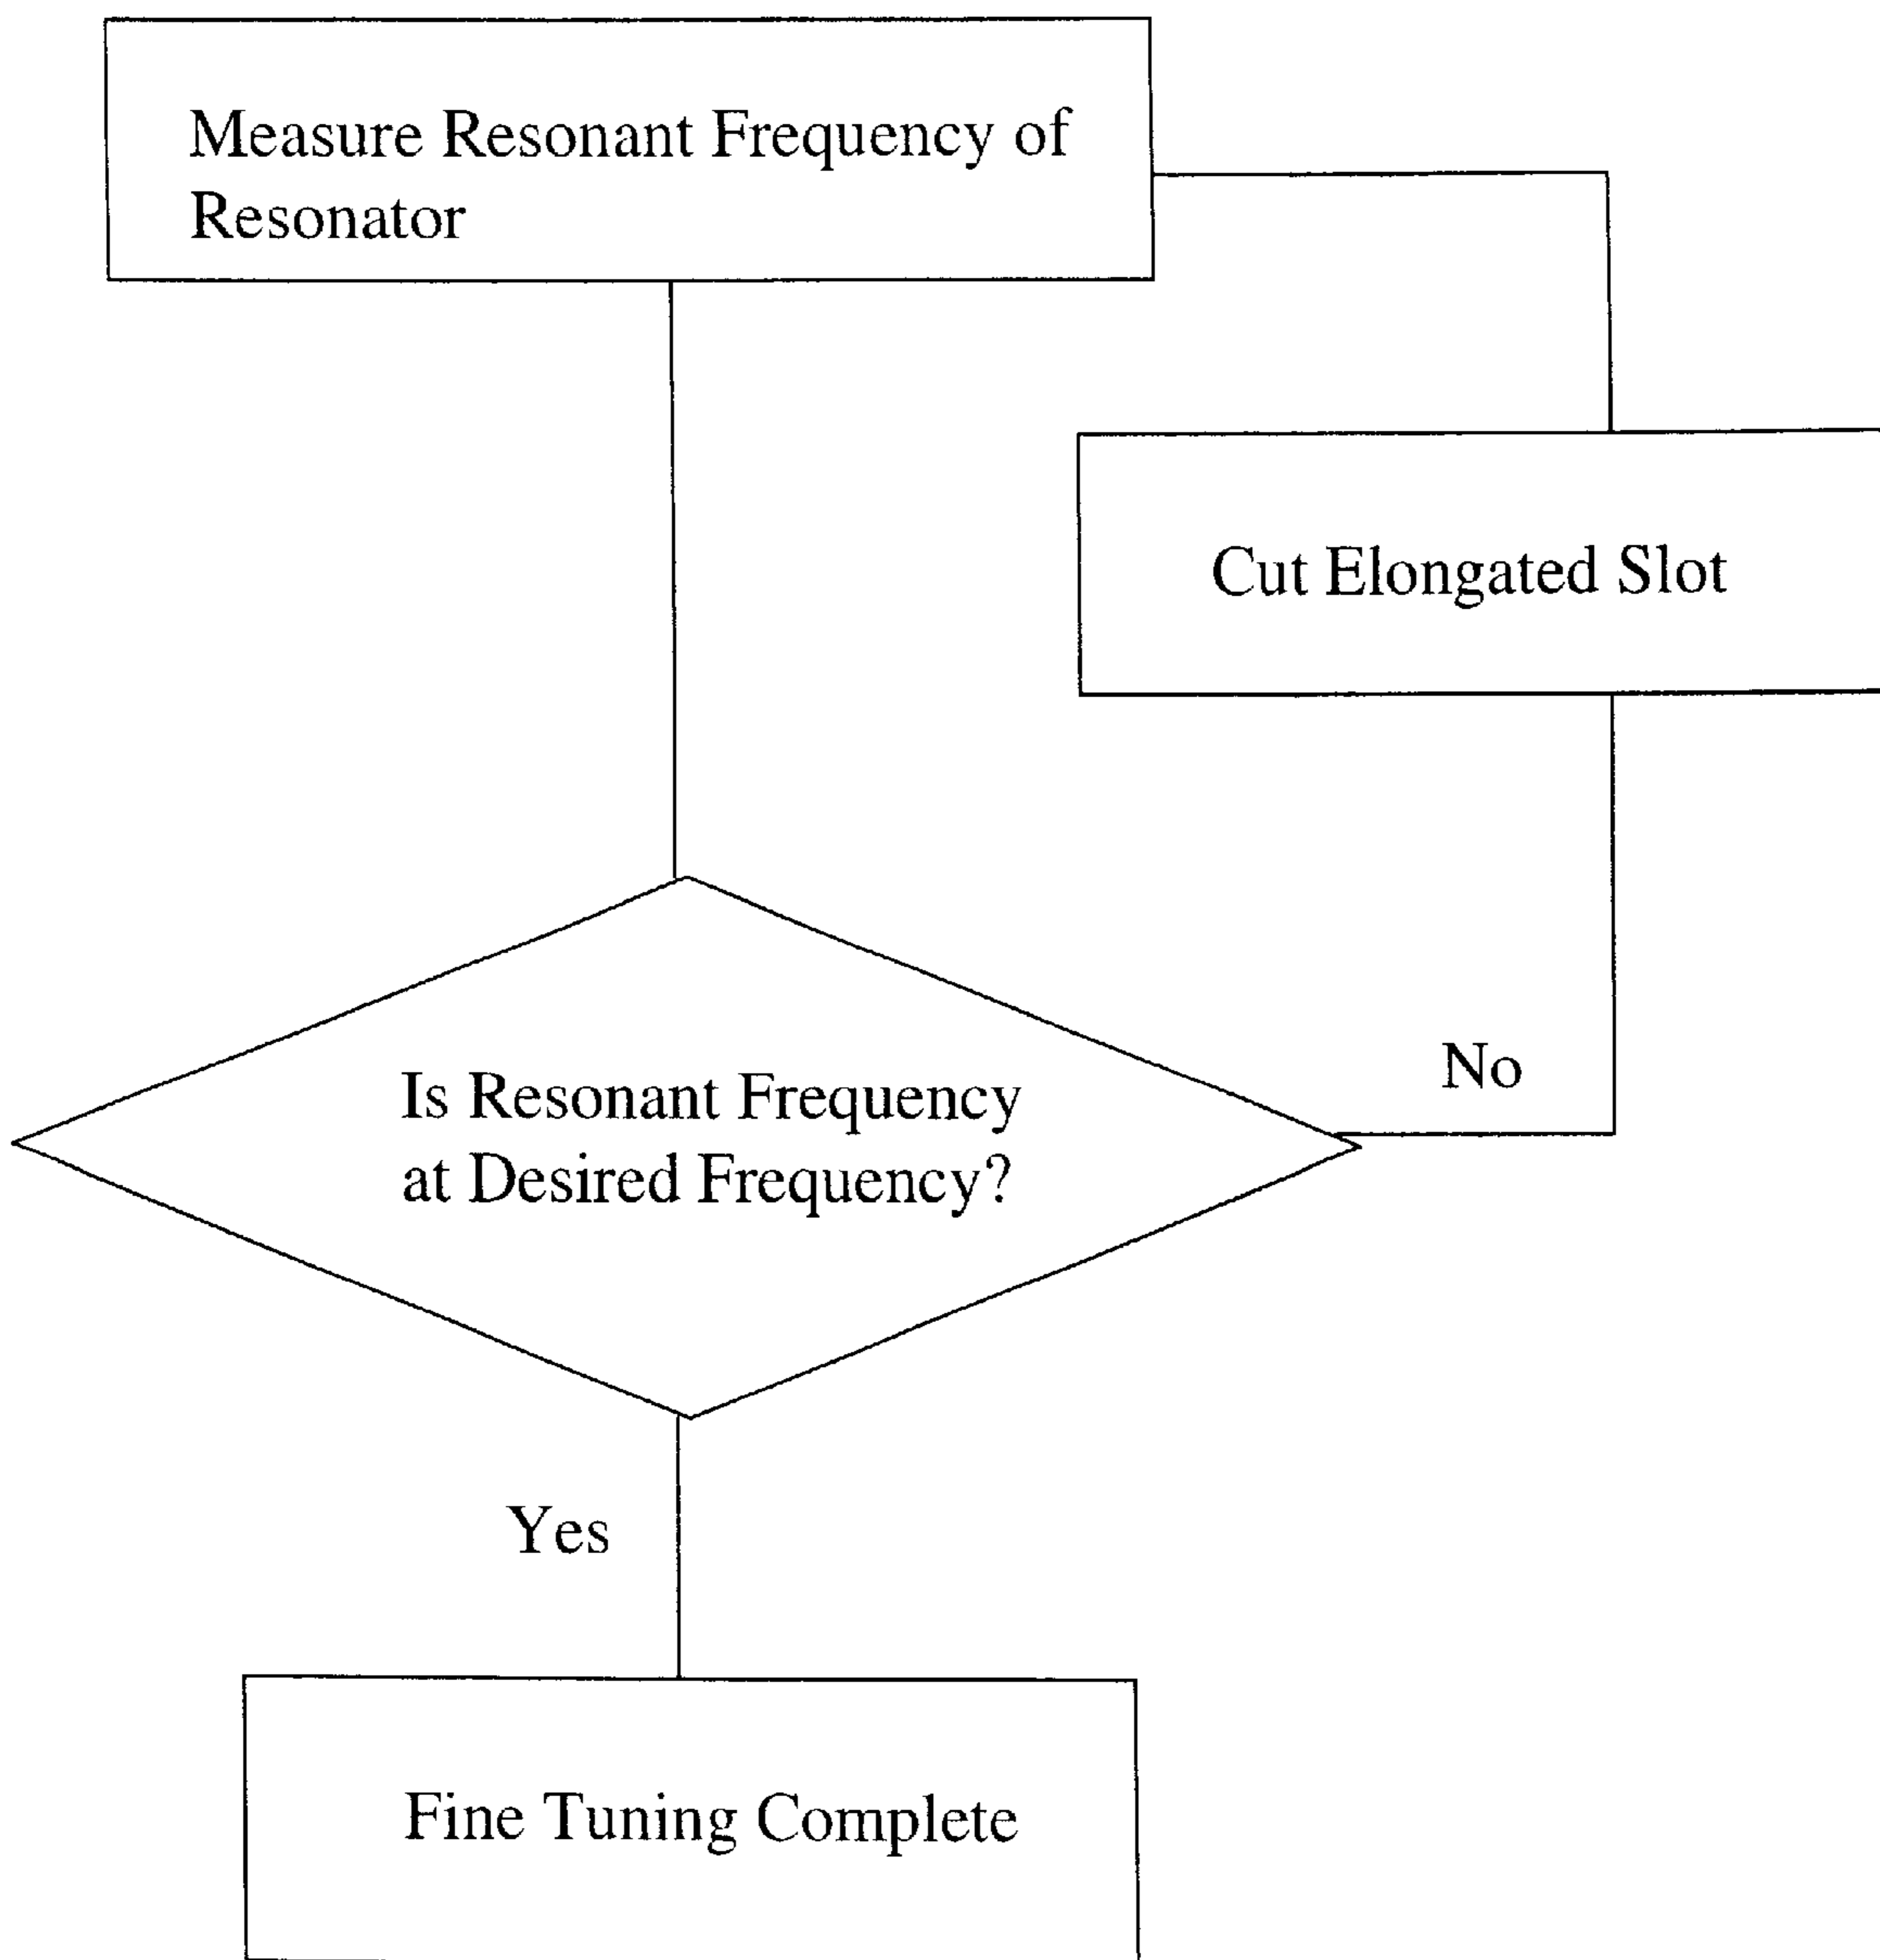 Measure Resonant Frequency of
Resonator
Cut Elongated Slot
No
Is Resonant Frequency
at Desired Frequency?
Yes
Fine Tuning Complete